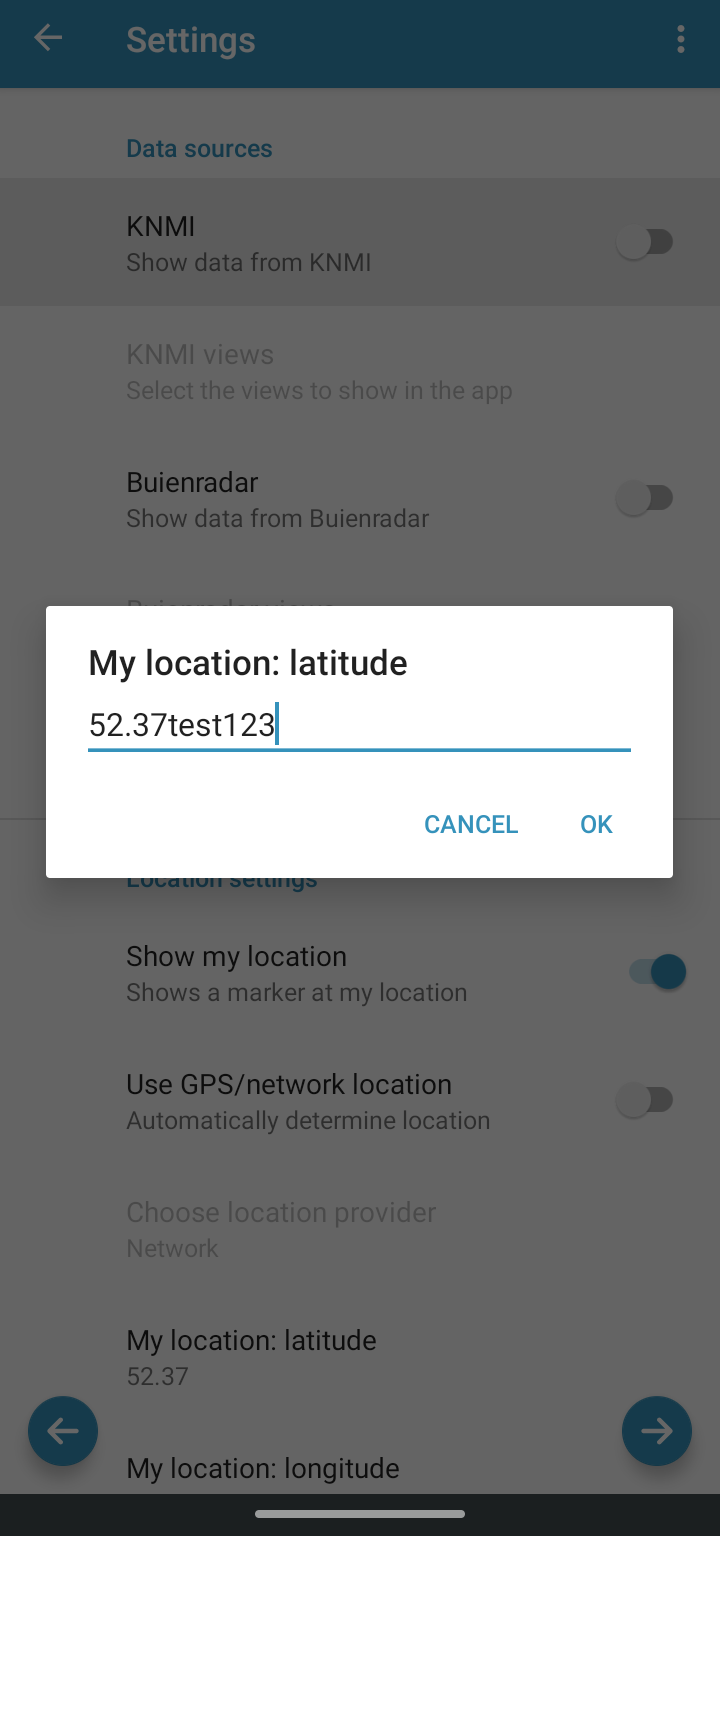 Settings
Data sources
KNMI
Show data from KNMI
KNMI views
Select the views to show in the app
Buienradar
Show data from Buienradar
Buienradar views
My location: latitude
52.37test123
CANCEL
OK
Location settings
Show my location
Shows a marker at my location
Use GPS/network location
Automatically determine location
Choose location provider
Network
My location: latitude
52.37
My location: longitude